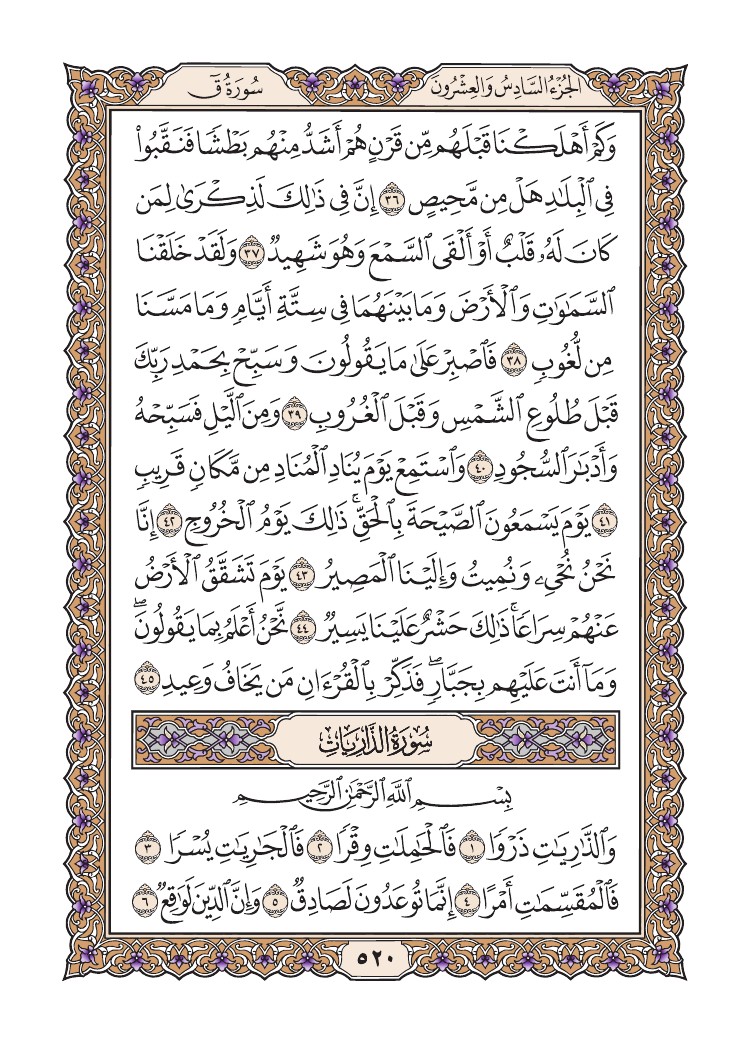 الجُزْءُ السَّادِسُ وَالعِشْرُونَ
سُورَةُ قٓ
وَكَمْ أَهْلَكْنَا قَبْلَهُم مِّن قَرْنٍ هُمْ أَشَدُّ مِنْهُم بَطْشًا فَنَقَّبُوا۟
فِى ٱلْبِلَٰدِ هَلْ مِن مَّحِيصٍ ٣٦ إِنَّ فِى ذَٰلِكَ لَذِكْرَىٰ لِمَن
كَانَ لَهُۥ قَلْبٌ أَوْ أَلْقَى ٱلسَّمْعَ وَهُوَ شَهِيدٌ ٣٧ وَلَقَدْ خَلَقْنَا
ٱلسَّمَٰوَٰتِ وَٱلْأَرْضَ وَمَا بَيْنَهُمَا فِى سِتَّةِ أَيَّامٍ وَمَا مَسَّنَا
مِن لُّغُوبٍ ٣٨ فَٱصْبِرْ عَلَىٰ مَا يَقُولُونَ وَسَبِّحْ بِحَمْدِ رَبِّكَ
قَبْلَ طُلُوعِ ٱلشَّمْسِ وَقَبْلَ ٱلْغُرُوبِ ٣٩ وَمِنَ ٱلَّيْلِ فَسَبِّحْهُ
وَأَدْبَٰرَ ٱلسُّجُودِ ٤٠ وَٱسْتَمِعْ يَوْمَ يُنَادِ ٱلْمُنَادِ مِن مَّكَانٍ قَرِيبٍ
٤١ يَوْمَ يَسْمَعُونَ ٱلصَّيْحَةَ بِٱلْحَقِّ ۚ ذَٰلِكَ يَوْمُ ٱلْخُرُوجِ ٤٢ إِنَّا
نَحْنُ نُحْىِۦ وَنُمِيتُ وَإِلَيْنَا ٱلْمَصِيرُ ٤٣ يَوْمَ تَشَقَّقُ ٱلْأَرْضُ
عَنْهُمْ سِرَاعًا ۚ ذَٰلِكَ حَشْرٌ عَلَيْنَا يَسِيرٌ ٤٤ نَّحْنُ أَعْلَمُ بِمَا يَقُولُونَ ۖ
وَمَآ أَنتَ عَلَيْهِم بِجَبَّارٍ ۖ فَذَكِّرْ بِٱلْقُرْءَانِ مَن يَخَافُ وَعِيدِ ٤٥
سُورَةُ الذَّارِيَاتِ
بِسْمِ ٱللَّهِ ٱلرَّحْمَٰنِ ٱلرَّحِيمِ
وَٱلذَّٰرِيَٰتِ ذَرْوًا ١ فَٱلْحَٰمِلَٰتِ وِقْرًا ٢ فَٱلْجَٰرِيَٰتِ يُسْرًا ٣
فَٱلْمُقَسِّمَٰتِ أَمْرًا ٤ إِنَّمَا تُوعَدُونَ لَصَادِقٌ ٥ وَإِنَّ ٱلدِّينَ لَوَٰقِعٌ ٦
٥٢٠